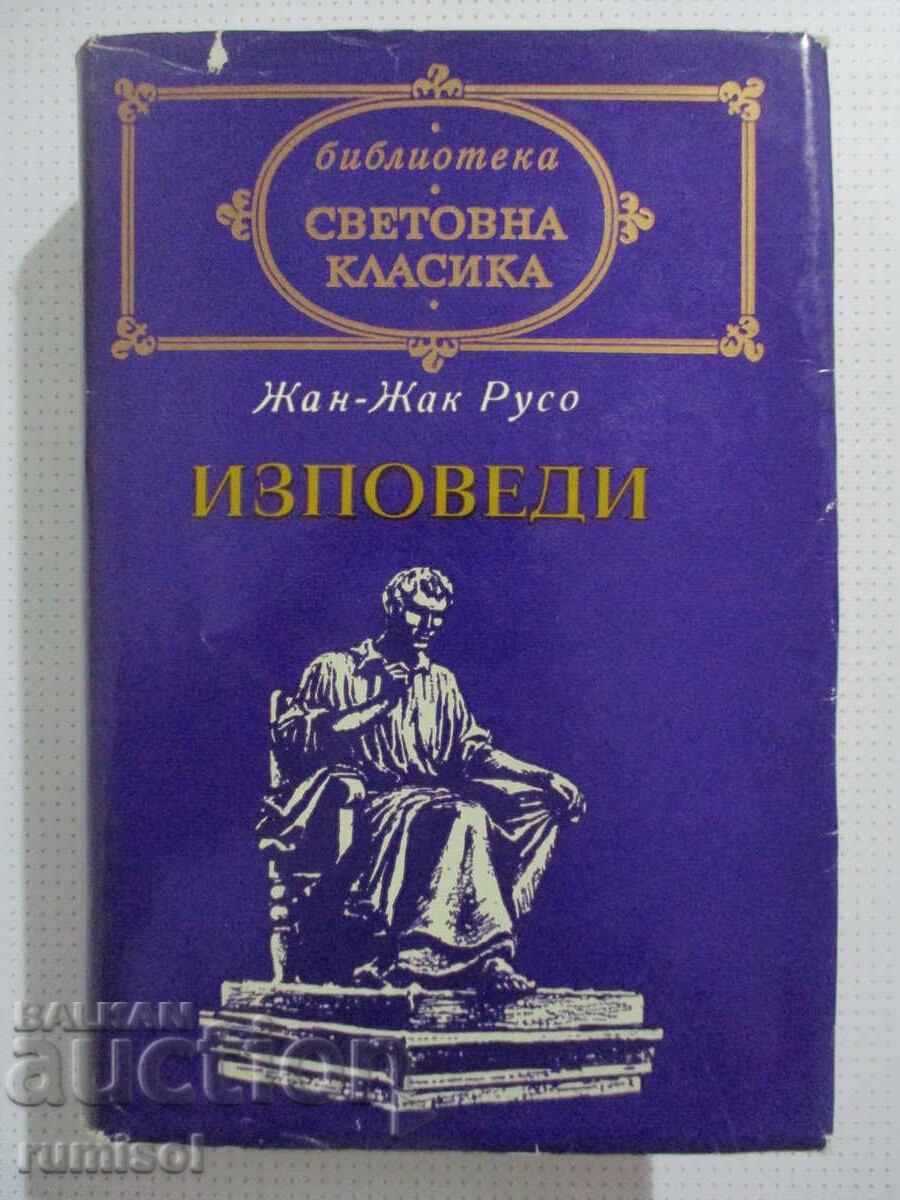 библиотека
СВЕТОВНА
КЛАСИКА
Жан-Жак Русо
ИЗПОВЕДИ
BALKAN
auction
rumisol